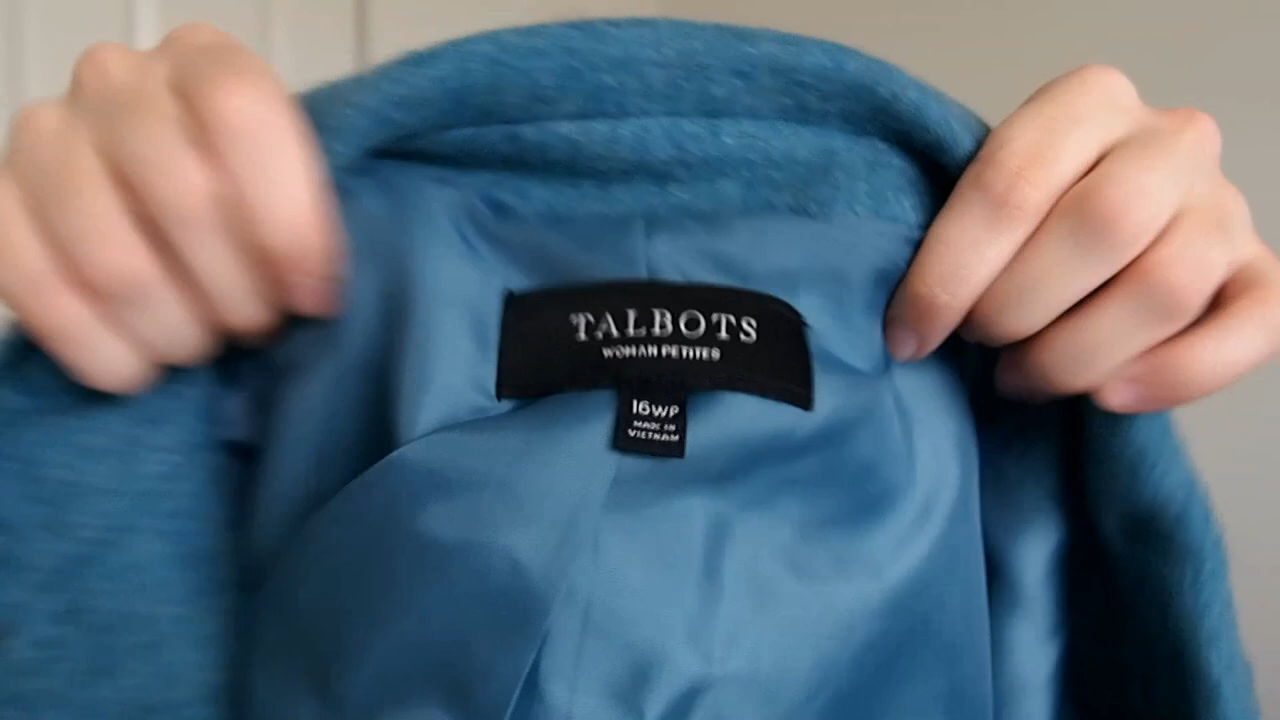 TALBOTS
WOMAN PETITES
16WP
MADE IN
VIETNAM